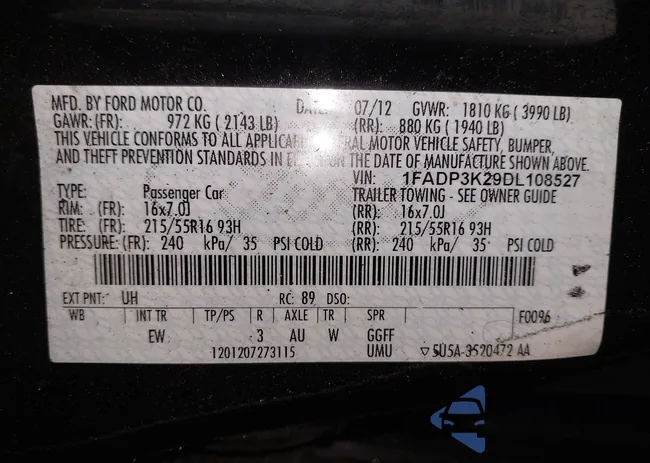 MFD. BY FORD MOTOR CO. DATE: 07/12 GVWR: 1810 KG ( 3990 LB)
GAWR: (FR): 972 KG ( 2143 LB) (RR): 880 KG ( 1940 LB)
THIS VEHICLE CONFORMS TO ALL APPLICABLE FEDERAL MOTOR VEHICLE SAFETY, BUMPER,
AND THEFT PREVENTION STANDARDS IN EFFECT ON THE DATE OF MANUFACTURE SHOWN ABOVE.
VIN: 1FADP3K29DL108527
TYPE: Passenger Car TRAILER TOWING - SEE OWNER GUIDE
RIM: (FR): 16x7.0J (RR): 16x7.0J
TIRE: (FR): 215/55R16 93H (RR): 215/55R16 93H
PRESSURE: (FR): 240 kPa/ 35 PSI COLD (RR): 240 kPa/ 35 PSI COLD
EXT PNT: UH RC: 89 DSO:
WB INT TR TP/PS R AXLE TR SPR F0096
EW 3 AU W GGFF
1201207273115 UMU ▽5U5A-3520472 AA